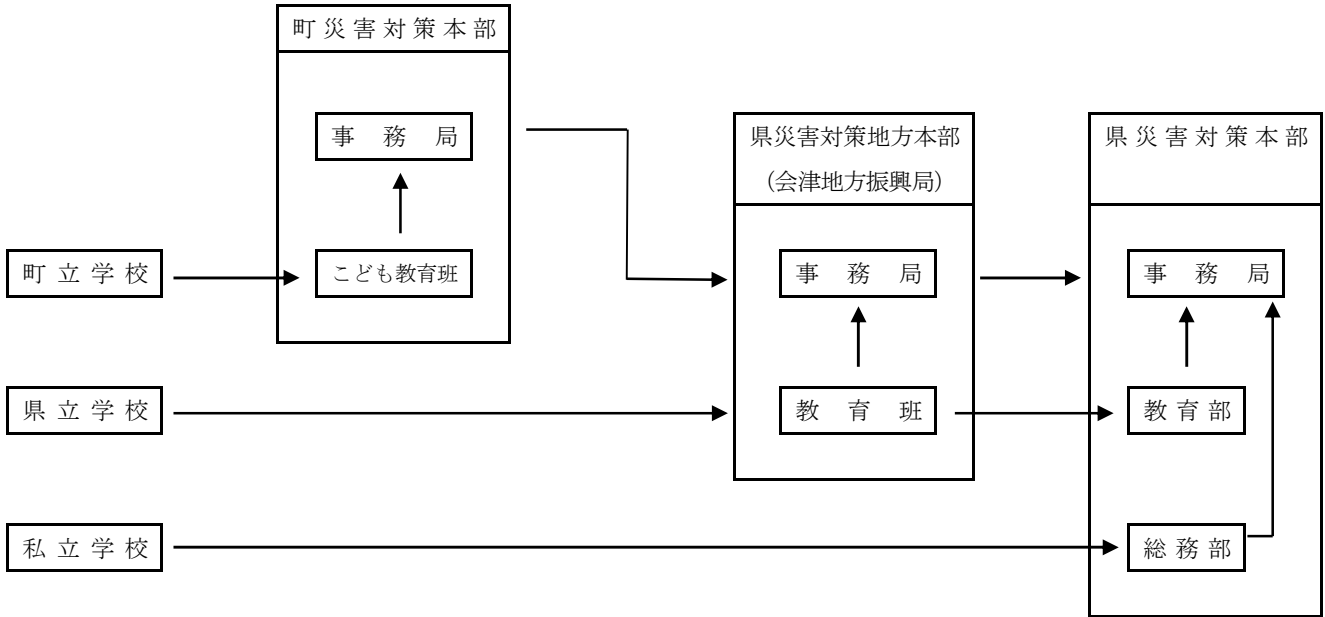 町災害対策本部
事務局
こども教育班
県災害対策地方本部
（会津地方振興局）
事務局
教育班
県災害対策本部
事務局
教育部
総務部
町立学校
県立学校
私立学校